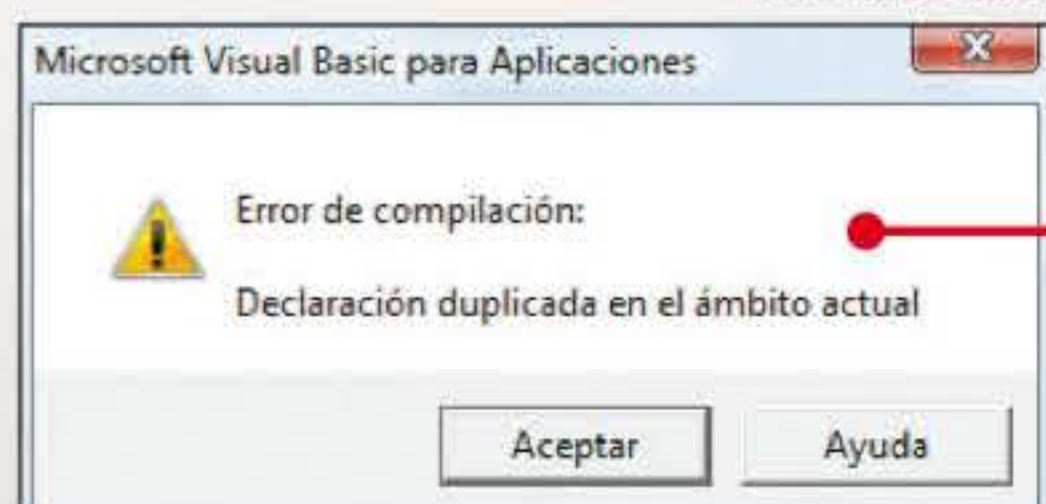 Microsoft Visual Basic para Aplicaciones
Error de compilación:
Declaración duplicada en el ámbito actual
Aceptar
Ayuda